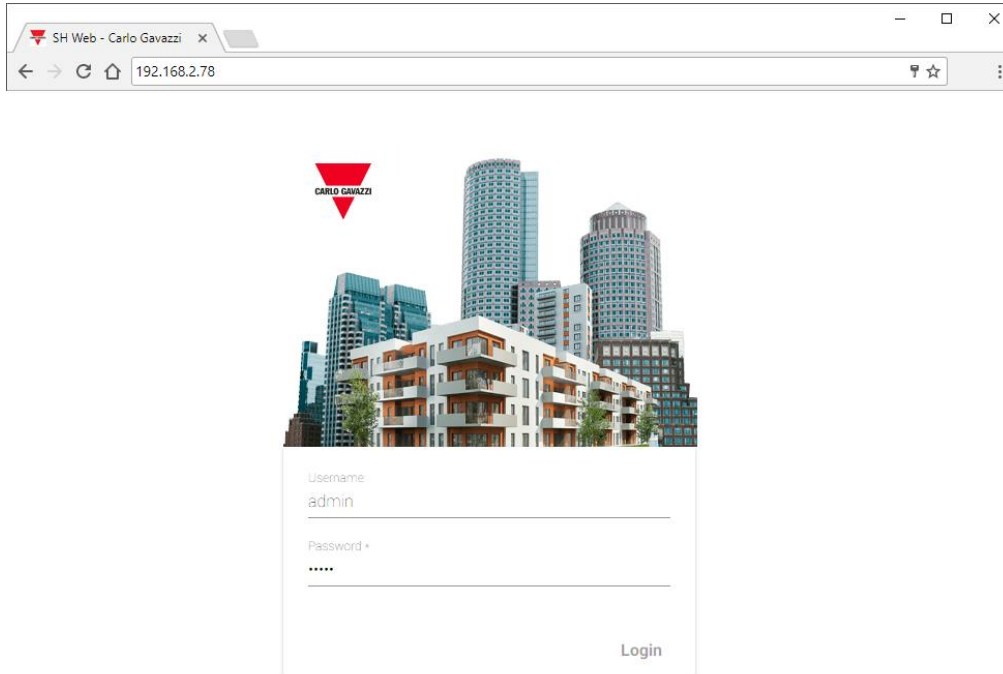 SH Web - Carlo Gavazzi
192.168.2.78
CARLO GAVAZZI
Username
admin
Password *
•••••
Login